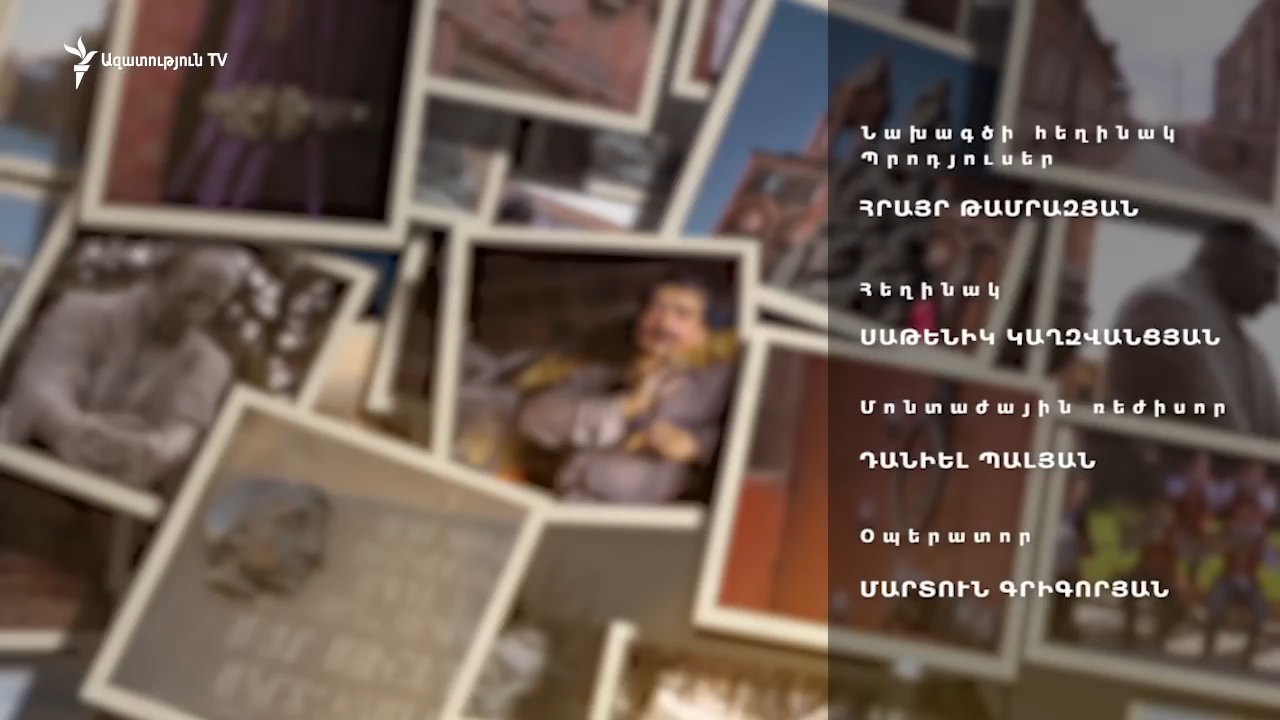 Ազատություն TV
Նախագծի հեղինակ
Պրոդյուսեր
ՀՐԱՅՐ ԹԱՄՐԱԶՅԱՆ
Հեղինակ
ՍԱԹԵՆԻԿ ԿԱՂԶՎԱՆՑՅԱՆ
Մոնտաժային ռեժիսոր
ԴԱՆԻԵԼ ՊԱԼՅԱՆ
Օպերատոր
ՄԱՐՏՈՒՆ ԳՐԻԳՈՐՅԱՆ